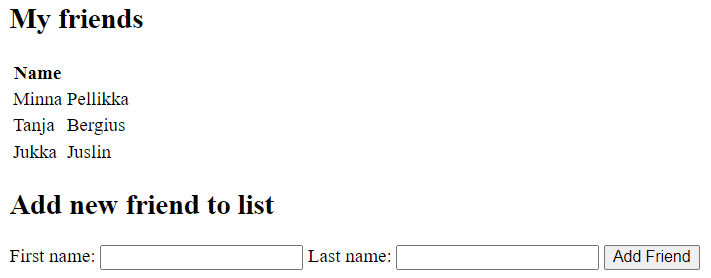 My friends
Name
Minna Pellikka
Tanja Bergius
Jukka Juslin
Add new friend to list
First name: Last name: Add Friend